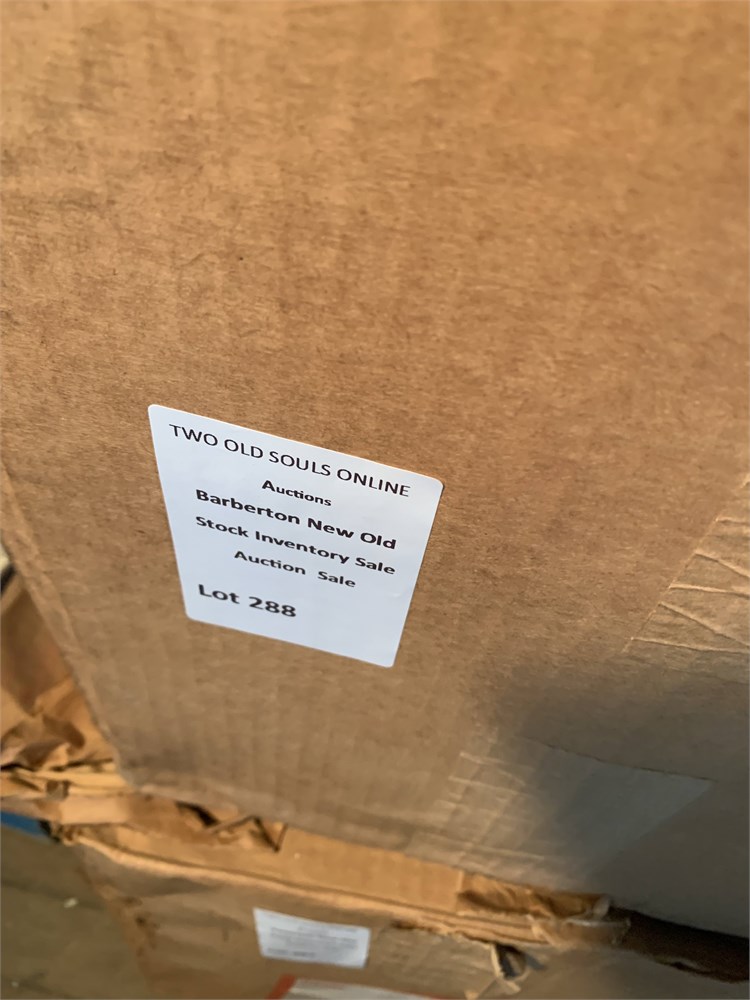 TWO OLD SOULS ONLINE
Auctions
Barberton New Old
Stock Inventory Sale
Auction Sale
Lot 288